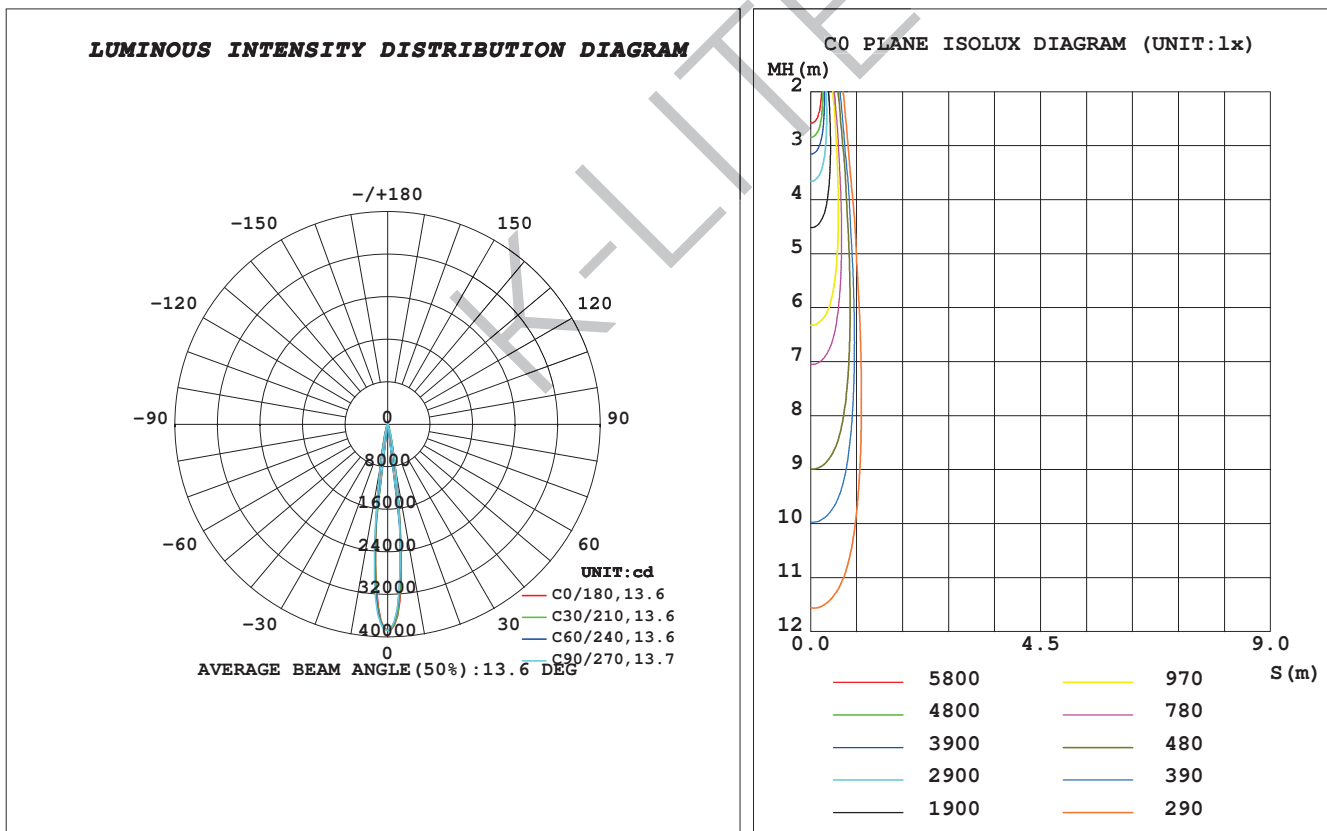 LUMINOUS INTENSITY DISTRIBUTION DIAGRAM
-/+180
-150 150
-120 120
-90 90
-60 60
-30 30
0
0
8000
16000
24000
32000
40000
UNIT:cd
C0/180,13.6
C30/210,13.6
C60/240,13.6
C90/270,13.7
AVERAGE BEAM ANGLE(50%):13.6 DEG
K-LITE
C0 PLANE ISOLUX DIAGRAM (UNIT:lx)
MH(m)
2
3
4
5
6
7
8
9
10
11
12
0.0 4.5 9.0
S(m)
5800 970
4800 780
3900 480
2900 390
1900 290